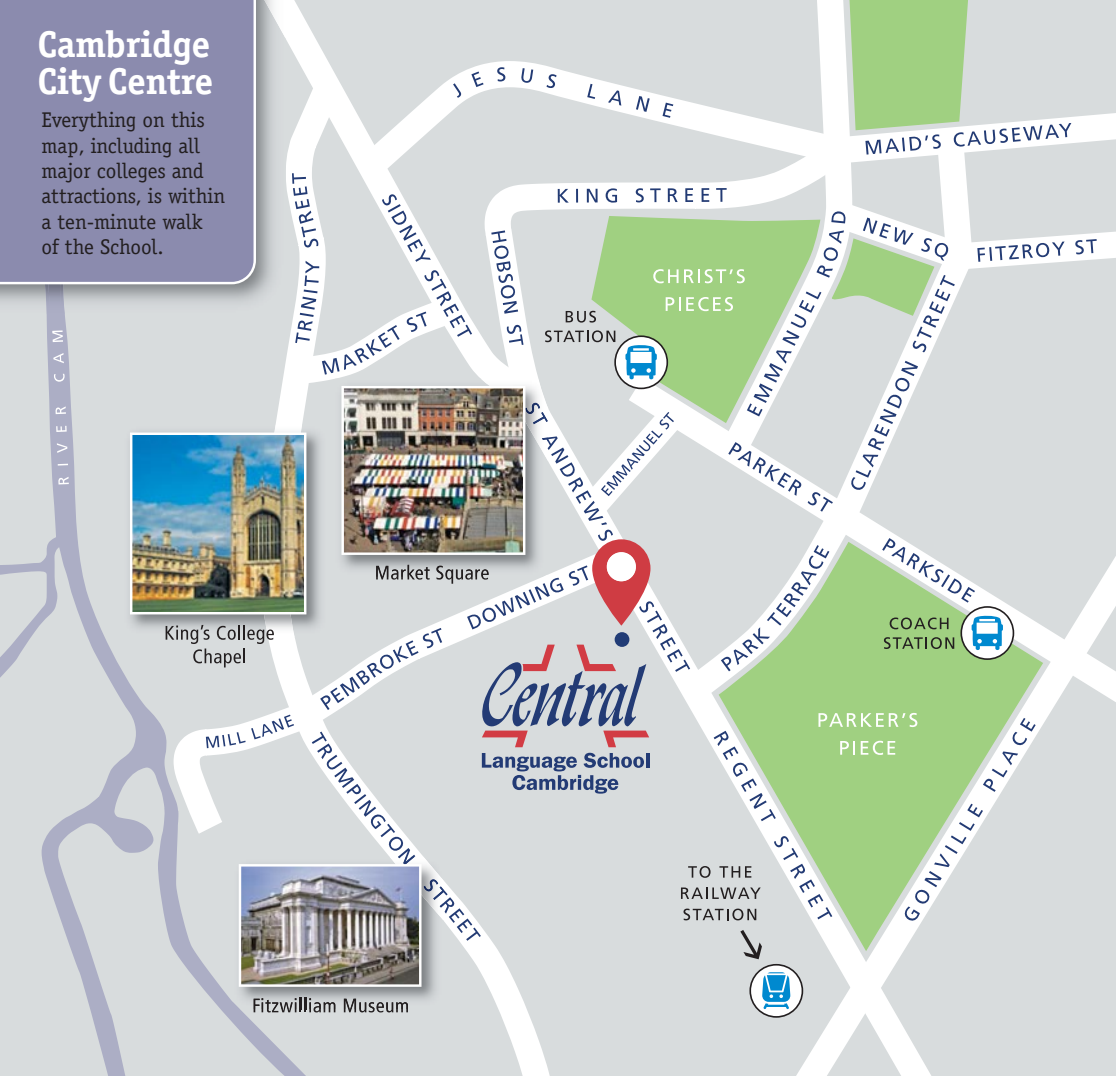 Cambridge
City Centre
Everything on this
map, including all
major colleges and
attractions, is within
a ten-minute walk
of the School.
JESUS LANE
MAID'S CAUSEWAY
KING STREET
TRINITY STREET
SIDNEY STREET
HOBSON ST
EMMANUEL ROAD
NEW SQ
FITZROY ST
CHRIST'S
PIECES
BUS
STATION
MARKET ST
RIVER CAM
CLARENDON STREET
ST ANDREW'S STREET
EMMANUEL ST
PARKER ST
PARKSIDE
Market Square
King's College
Chapel
DOWNING ST
PEMBROKE ST
PARK TERRACE
COACH
STATION
MILL LANE
Central
Language School
Cambridge
PARKER'S
PIECE
TRUMPINGTON STREET
REGENT STREET
GONVILLE PLACE
TO THE
RAILWAY
STATION
Fitzwilliam Museum